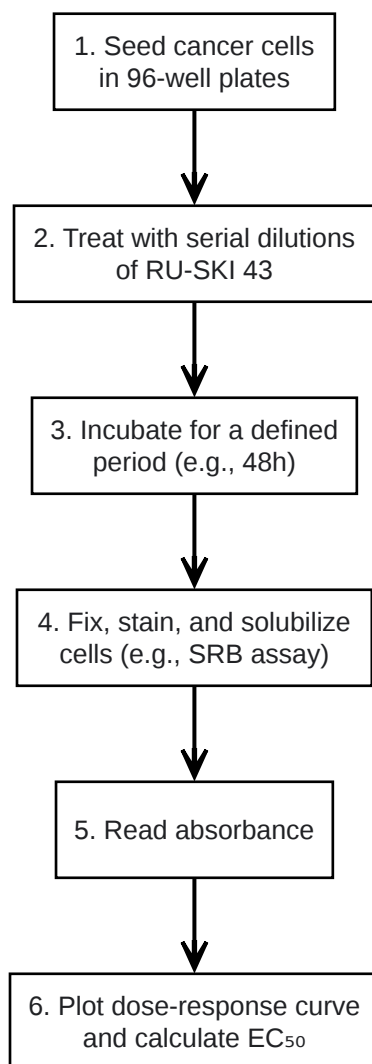 1. Seed cancer cells
in 96-well plates
2. Treat with serial dilutions
of RU-SKI 43
3. Incubate for a defined
period (e.g., 48h)
4. Fix, stain, and solubilize
cells (e.g., SRB assay)
5. Read absorbance
6. Plot dose-response curve
and calculate EC₅₀